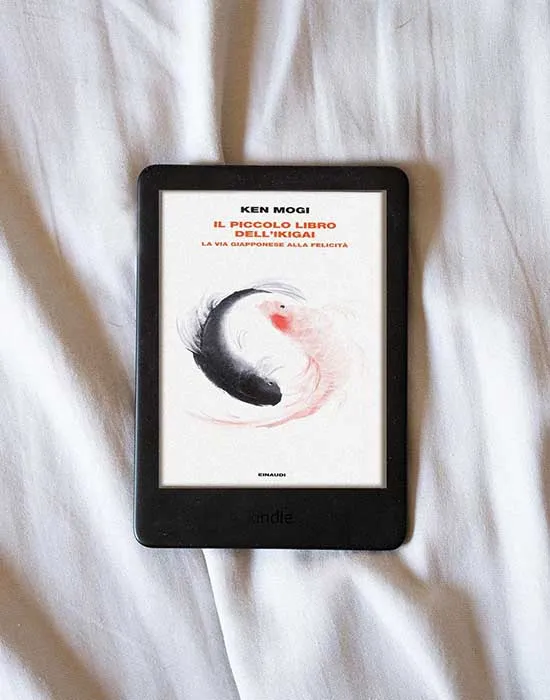 KEN MOGI
IL PICCOLO LIBRO
DELL'IKIGAI
LA VIA GIAPPONESE ALLA FELICITÀ
EINAUDI
kindle